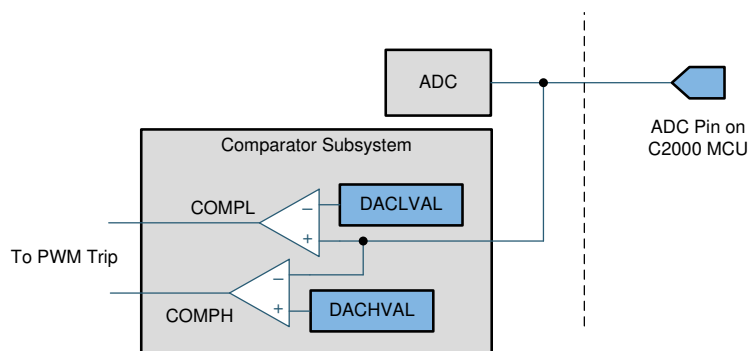 ADC
ADC Pin on
C2000 MCU
Comparator Subsystem
COMPL
−
DACLVAL
+
To PWM Trip
−
COMPH
+
DACHVAL